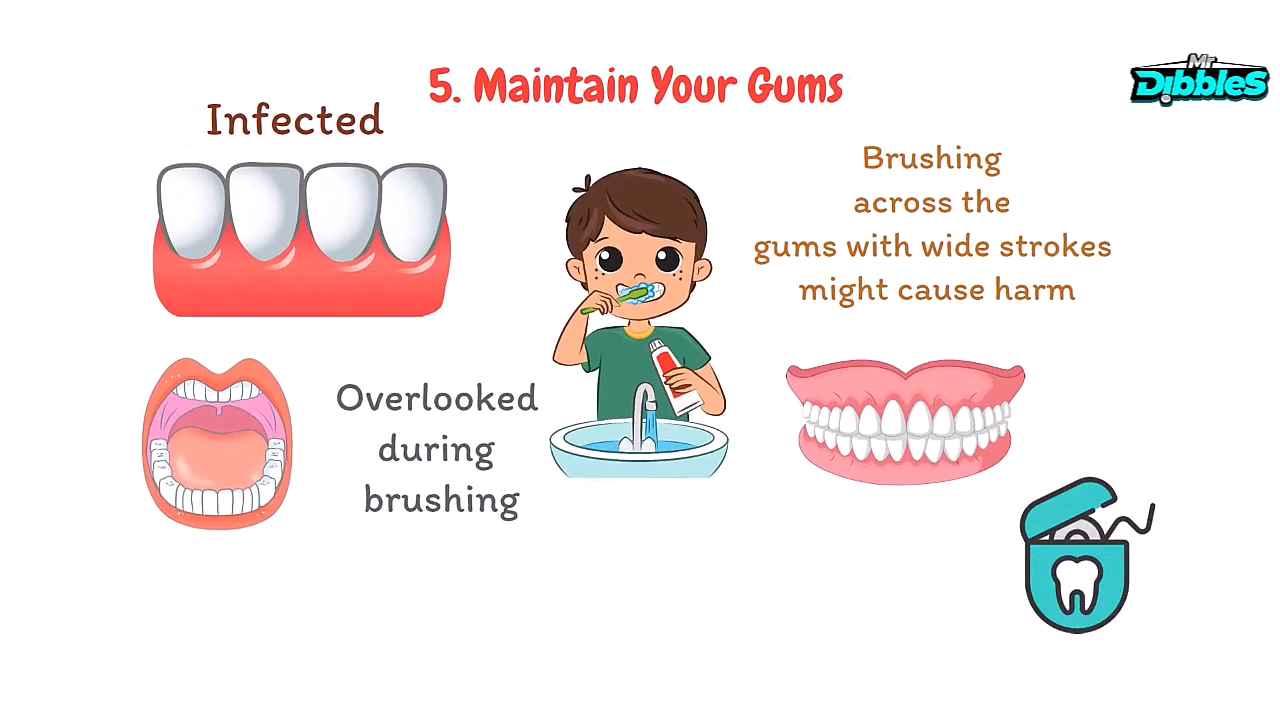 5. Maintain Your Gums
Mr
Dibbles
Infected
Brushing
across the
gums with wide strokes
might cause harm
Overlooked
during
brushing